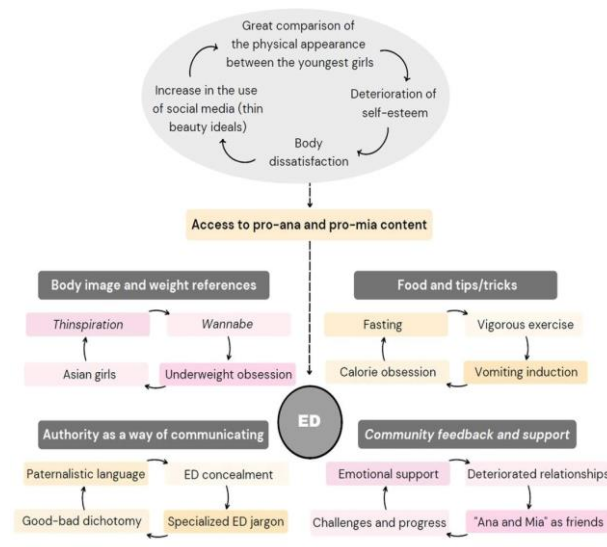 Great comparison of
the physical appearance
between the youngest girls
Increase in the use
of social media (thin
beauty ideals)
Deterioration of
self-esteem
Body
dissatisfaction
Access to pro-ana and pro-mia content
Body image and weight references
Thinspiration
Wannabe
Asian girls
Underweight obsession
Food and tips/tricks
Fasting
Vigorous exercise
Calorie obsession
Vomiting induction
ED
Authority as a way of communicating
Paternalistic language
ED concealment
Good-bad dichotomy
Specialized ED jargon
Community feedback and support
Emotional support
Deteriorated relationships
Challenges and progress
"Ana and Mia" as friends